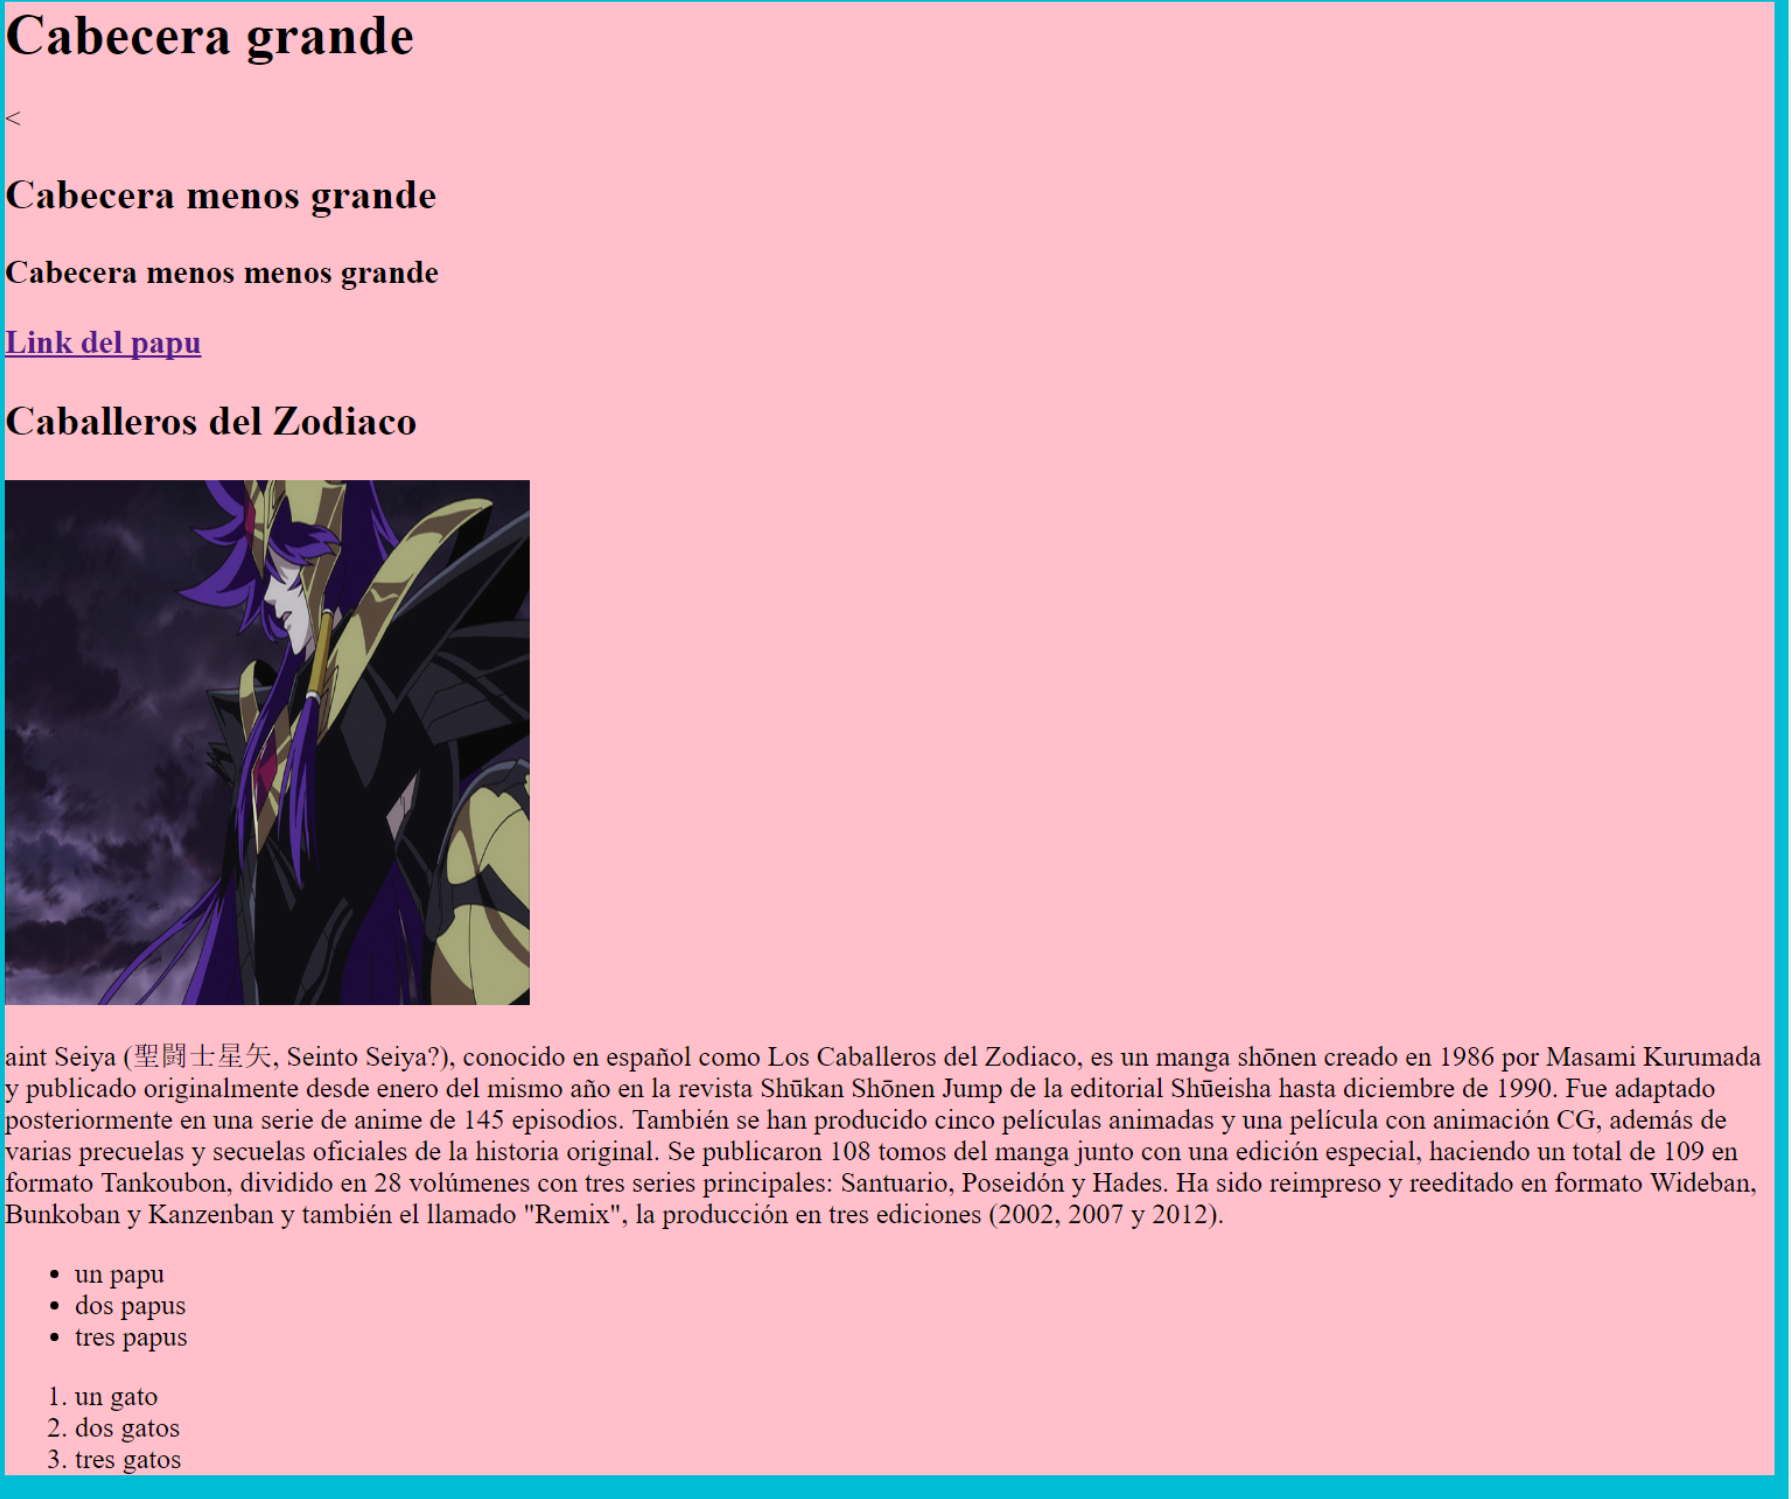 Cabecera grande
<
Cabecera menos grande
Cabecera menos menos grande
Link del papu
Caballeros del Zodiaco
aint Seiya (聖闘士星矢, Seinto Seiya?), conocido en español como Los Caballeros del Zodiaco, es un manga shōnen creado en 1986 por Masami Kurumada
y publicado originalmente desde enero del mismo año en la revista Shūkan Shōnen Jump de la editorial Shūeisha hasta diciembre de 1990. Fue adaptado
posteriormente en una serie de anime de 145 episodios. También se han producido cinco películas animadas y una película con animación CG, además de
varias precuelas y secuelas oficiales de la historia original. Se publicaron 108 tomos del manga junto con una edición especial, haciendo un total de 109 en
formato Tankoubon, dividido en 28 volúmenes con tres series principales: Santuario, Poseidón y Hades. Ha sido reimpreso y reeditado en formato Wideban,
Bunkoban y Kanzenban y también el llamado "Remix", la producción en tres ediciones (2002, 2007 y 2012).
• un papu
• dos papus
• tres papus
1. un gato
2. dos gatos
3. tres gatos